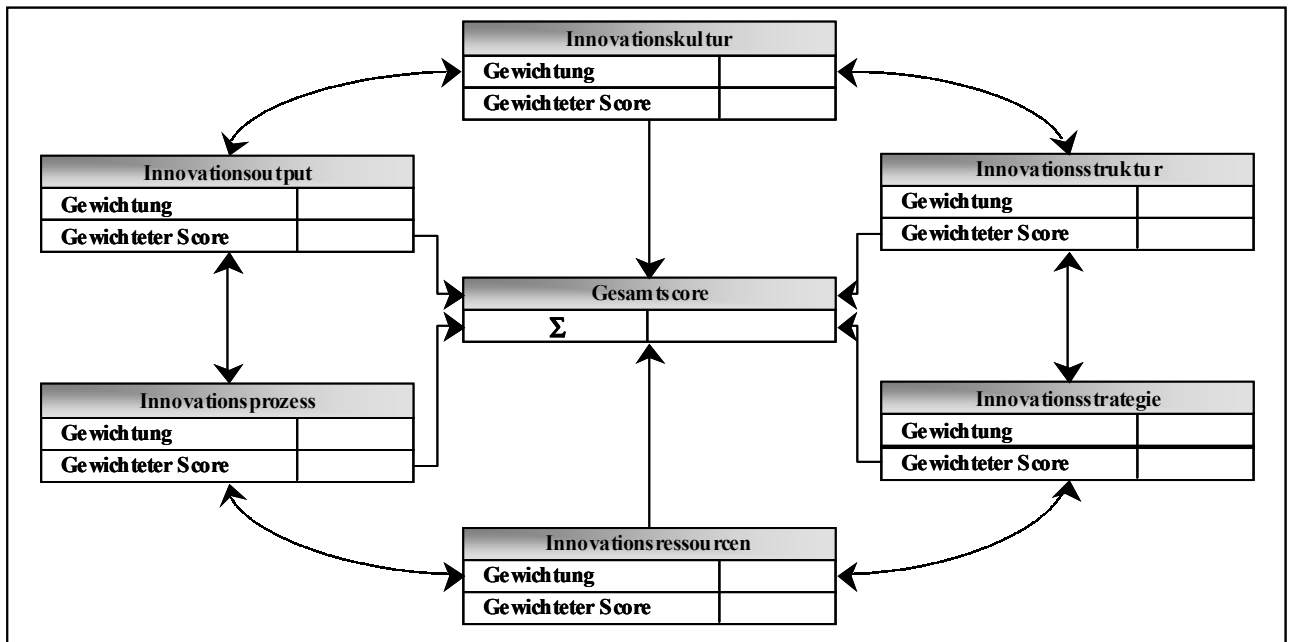 Innovationskultur
Gewichtung
Gewichteter Score
Innovationsoutput
Gewichtung
Gewichteter Score
Innovationsstruktur
Gewichtung
Gewichteter Score
Gesamtscore
Σ
Innovationsprozess
Gewichtung
Gewichteter Score
Innovationsstrategie
Gewichtung
Gewichteter Score
Innovationsressourcen
Gewichtung
Gewichteter Score